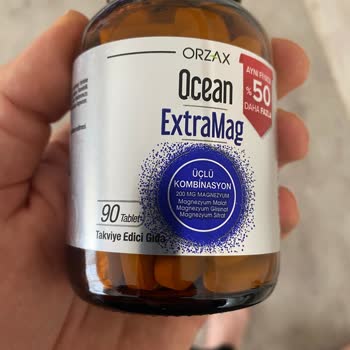 ORZAX
Ocean
ExtraMag
AYNI FİYATA
%50
DAHA FAZLA
ÜÇLÜ
KOMBİNASYON
200 MG MAGNEZYUM
Magnezyum Malat
Magnezyum Glisinat
Magnezyum Sitrat
90 Tablet
Takviye Edici Gıda